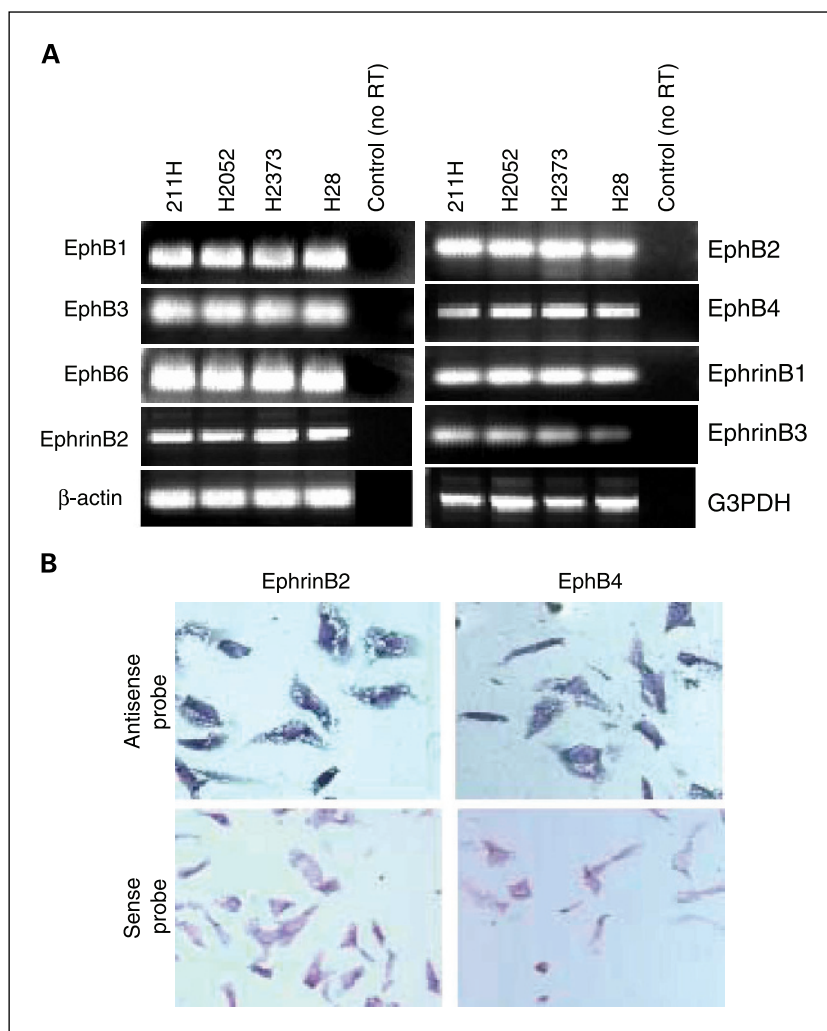 A
211H H2052 H2373 H28 Control (no RT)
211H H2052 H2373 H28 Control (no RT)
EphB1
EphB2
EphB3
EphB4
EphB6
EphrinB1
EphrinB2
EphrinB3
β-actin
G3PDH
B
EphrinB2 EphB4
Antisense
probe
Sense
probe